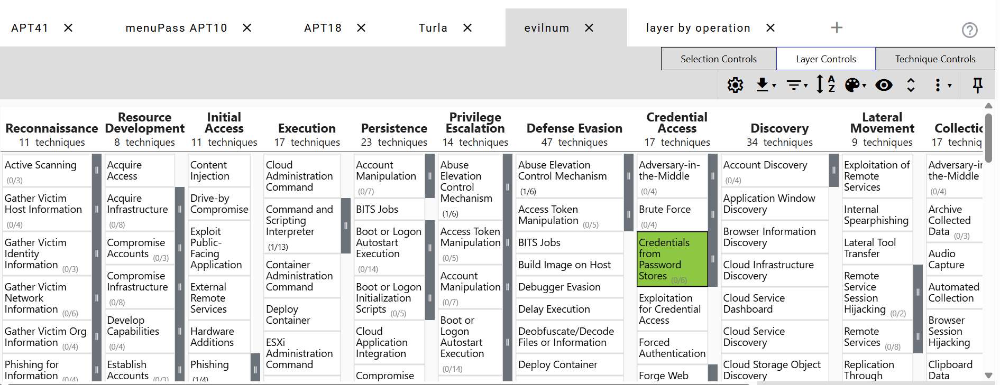 APT41
menuPass APT10
APT18
Turla
evilnum
layer by operation
Selection Controls
Layer Controls
Technique Controls
A
Z
Reconnaissance
11 techniques
Active Scanning
(0/3)
Gather Victim
Host Information
(0/4)
Gather Victim
Identity
Information (0/3)
Gather Victim
Network
Information (0/6)
Gather Victim Org
Information (0/4)
Phishing for
Information (0/4)
Resource
Development
8 techniques
Acquire
Access
Acquire
Infrastructure
(0/8)
Compromise
Accounts (0/3)
Compromise
Infrastructure
(0/8)
Develop
Capabilities
(0/4)
Establish
Accounts (0/3)
Initial
Access
11 techniques
Content
Injection
Drive-by
Compromise
Exploit
Public-
Facing
Application
External
Remote
Services
Hardware
Additions
Phishing
(1/4)
Execution
17 techniques
Cloud
Administration
Command
Command and
Scripting
Interpreter
(1/13)
Container
Administration
Command
Deploy
Container
ESXi
Administration
Command
Persistence
23 techniques
Account
Manipulation
(0/7)
BITS Jobs
Boot or Logon
Autostart
Execution
(0/14)
Boot or Logon
Initialization
Scripts (0/5)
Cloud
Application
Integration
Compromise
Privilege
Escalation
14 techniques
Abuse
Elevation
Control
Mechanism
(1/6)
Access Token
Manipulation
(0/5)
Account
Manipulation
(0/7)
Boot or
Logon
Autostart
Execution
(0/14)
Defense Evasion
47 techniques
Abuse Elevation
Control Mechanism
(1/6)
Access Token
Manipulation (0/5)
BITS Jobs
Build Image on Host
Debugger Evasion
Delay Execution
Deobfuscate/Decode
Files or Information
Deploy Container
Credential
Access
17 techniques
Adversary-in-
the-Middle
(0/4)
Brute Force
(0/4)
Credentials
from
Password
Stores (0/6)
Exploitation
for Credential
Access
Forced
Authentication
Forge Web
Discovery
34 techniques
Account Discovery
(0/4)
Application Window
Discovery
Browser Information
Discovery
Cloud Infrastructure
Discovery
Cloud Service
Dashboard
Cloud Service
Discovery
Cloud Storage Object
Discovery
Lateral
Movement
9 techniques
Exploitation of
Remote
Services
Internal
Spearphishing
Lateral Tool
Transfer
Remote
Service
Session
Hijacking (0/2)
Remote
Services (0/8)
Replication
Through
Collectio
17 techniq
Adversary-in
the-Middle
(0/4)
Archive
Collected
Data (0/3)
Audio
Capture
Automated
Collection
Browser
Session
Hijacking
Clipboard
Data